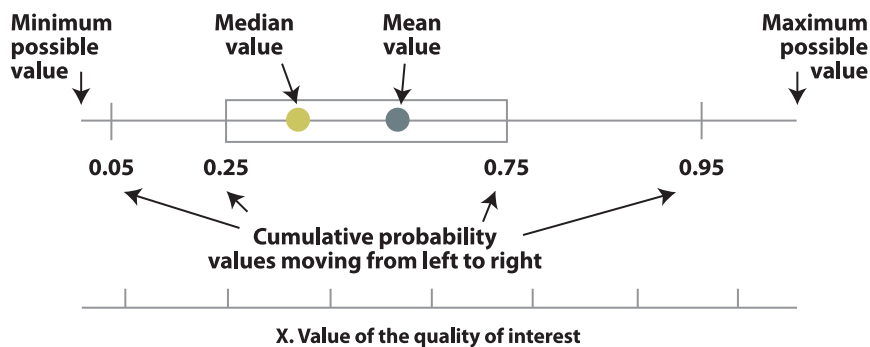 Minimum
possible
value
Median
value
Mean
value
Maximum
possible
value
0.05
0.25
0.75
0.95
Cumulative probability
values moving from left to right
X. Value of the quality of interest